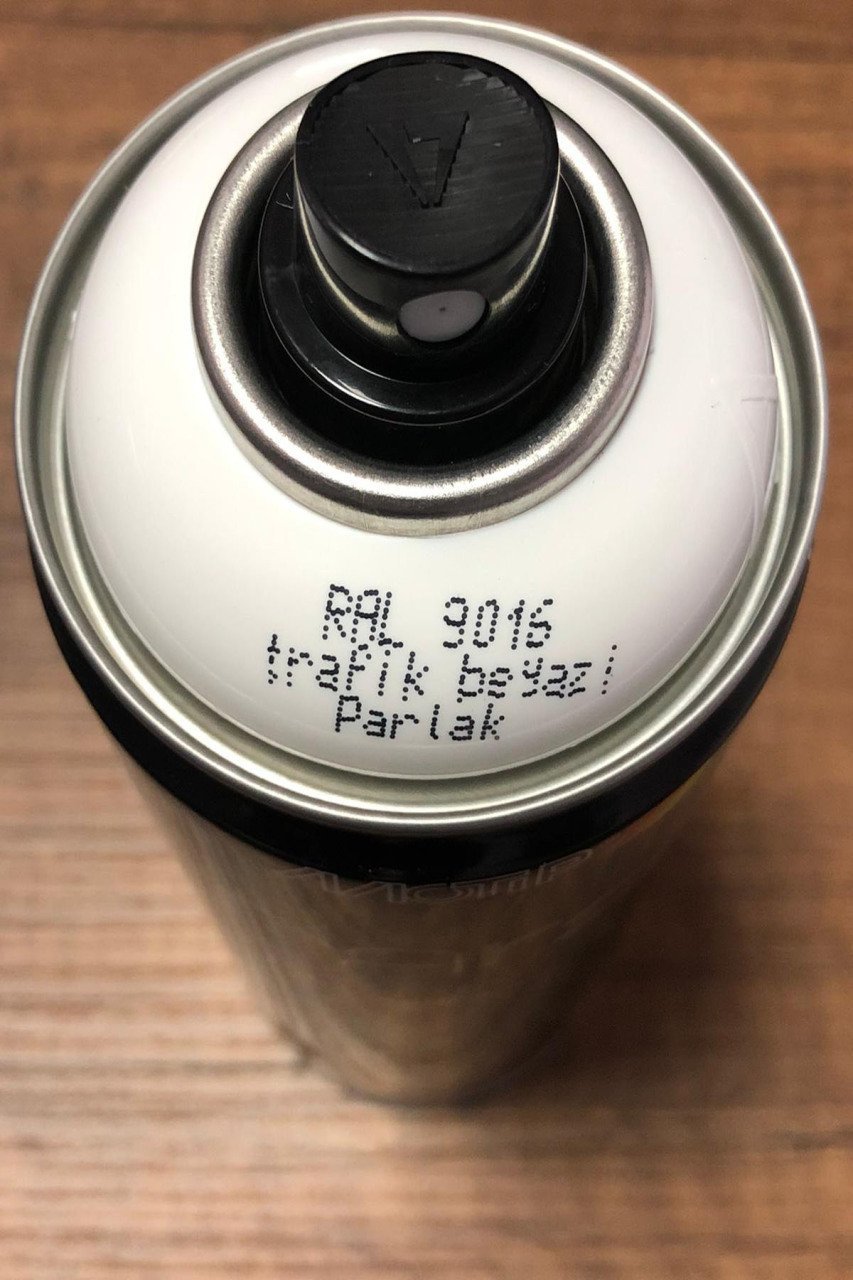 RAL 9016
trafik beyazı
Parlak